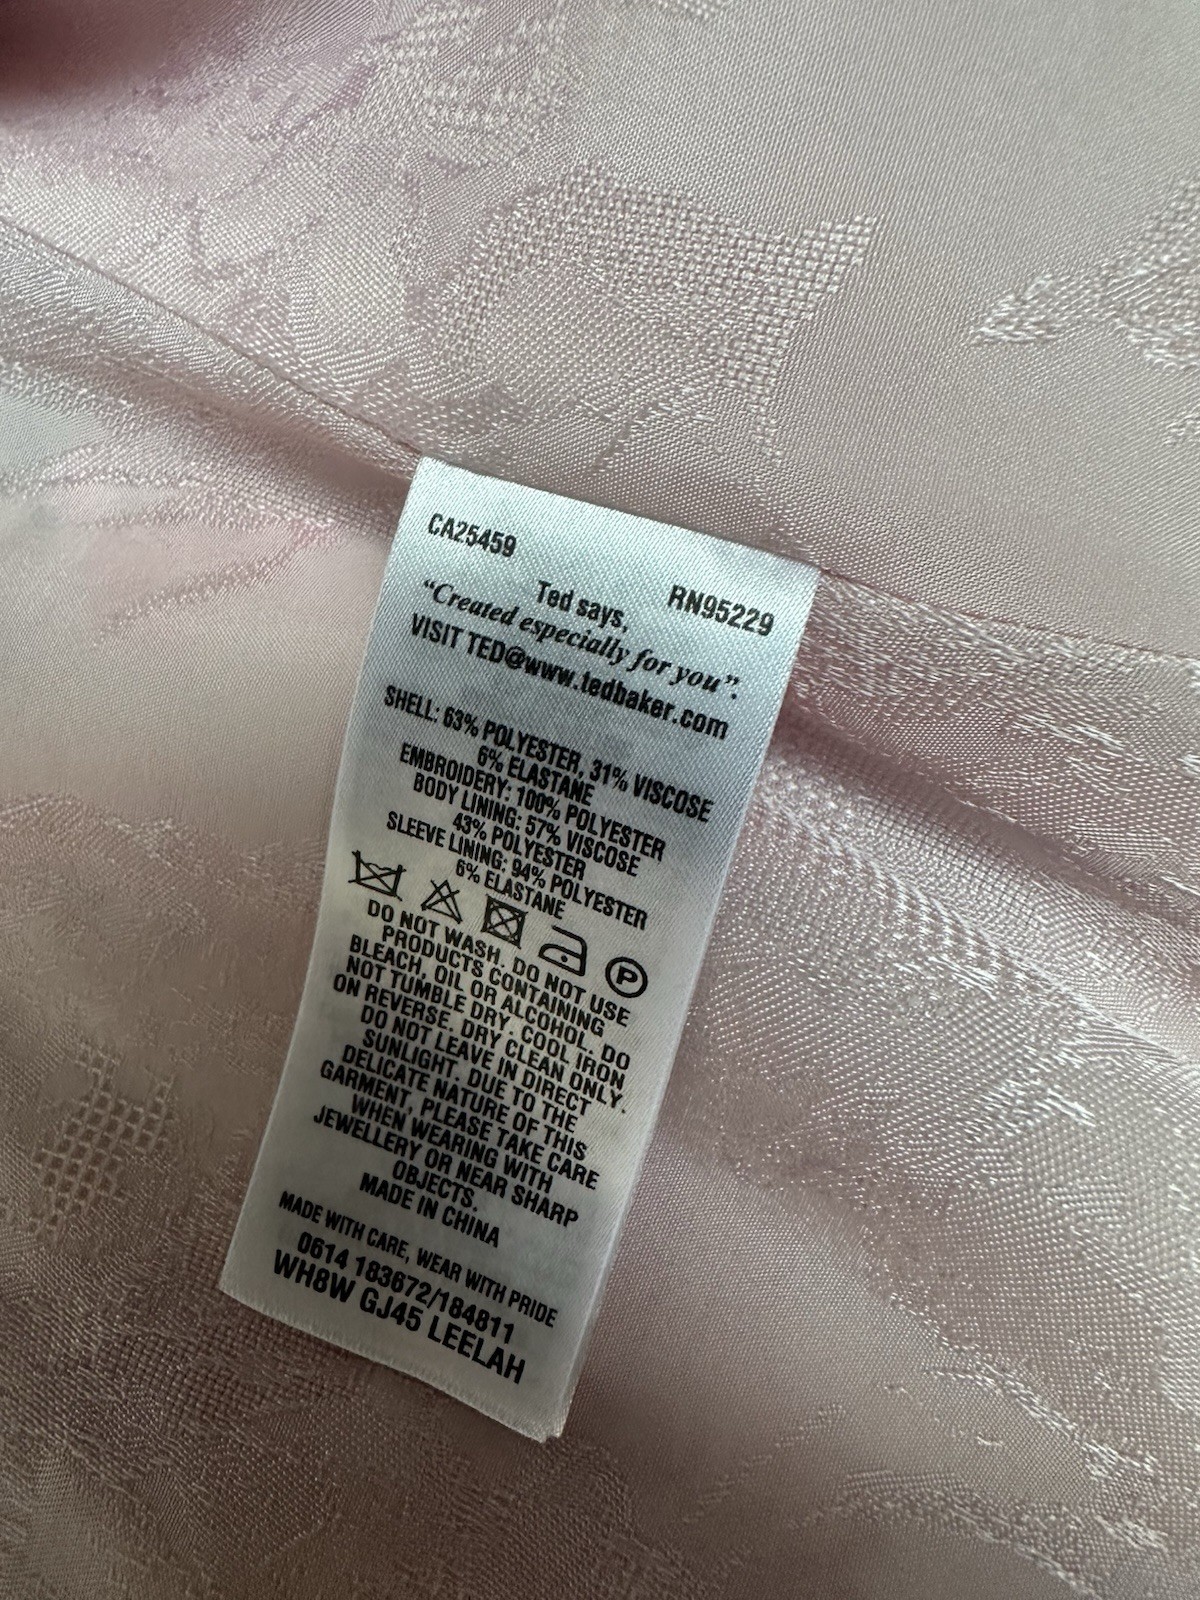 CA25459
RN95229
Ted says,
“Created especially for you”.
VISIT TED@www.tedbaker.com
SHELL: 63% POLYESTER, 31% VISCOSE
6% ELASTANE
EMBROIDERY: 100% POLYESTER
BODY LINING: 57% VISCOSE
43% POLYESTER
SLEEVE LINING: 94% POLYESTER
6% ELASTANE
P
DO NOT WASH. DO NOT USE
PRODUCTS CONTAINING
BLEACH, OIL OR ALCOHOL. DO
NOT TUMBLE DRY. COOL IRON
ON REVERSE. DRY CLEAN ONLY.
DO NOT LEAVE IN DIRECT
SUNLIGHT. DUE TO THE
DELICATE NATURE OF THIS
GARMENT, PLEASE TAKE CARE
WHEN WEARING WITH
JEWELLERY OR NEAR SHARP
OBJECTS.
MADE IN CHINA
MADE WITH CARE, WEAR WITH PRIDE
0614 183672/184811
WH8W GJ45 LEELAH